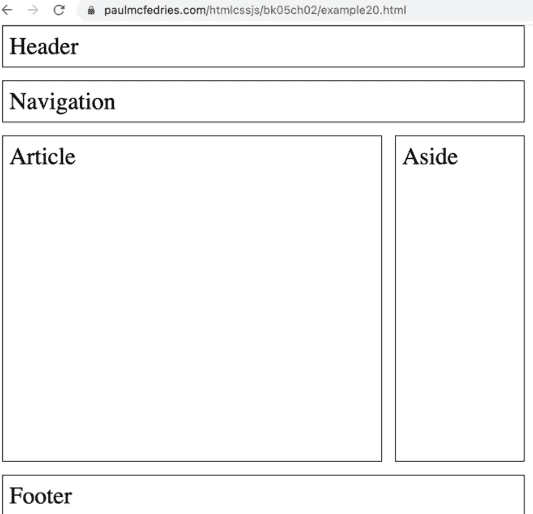 paulmcfedries.com/htmlcssjs/bk05ch02/example20.html
Header
Navigation
Article
Aside
Footer